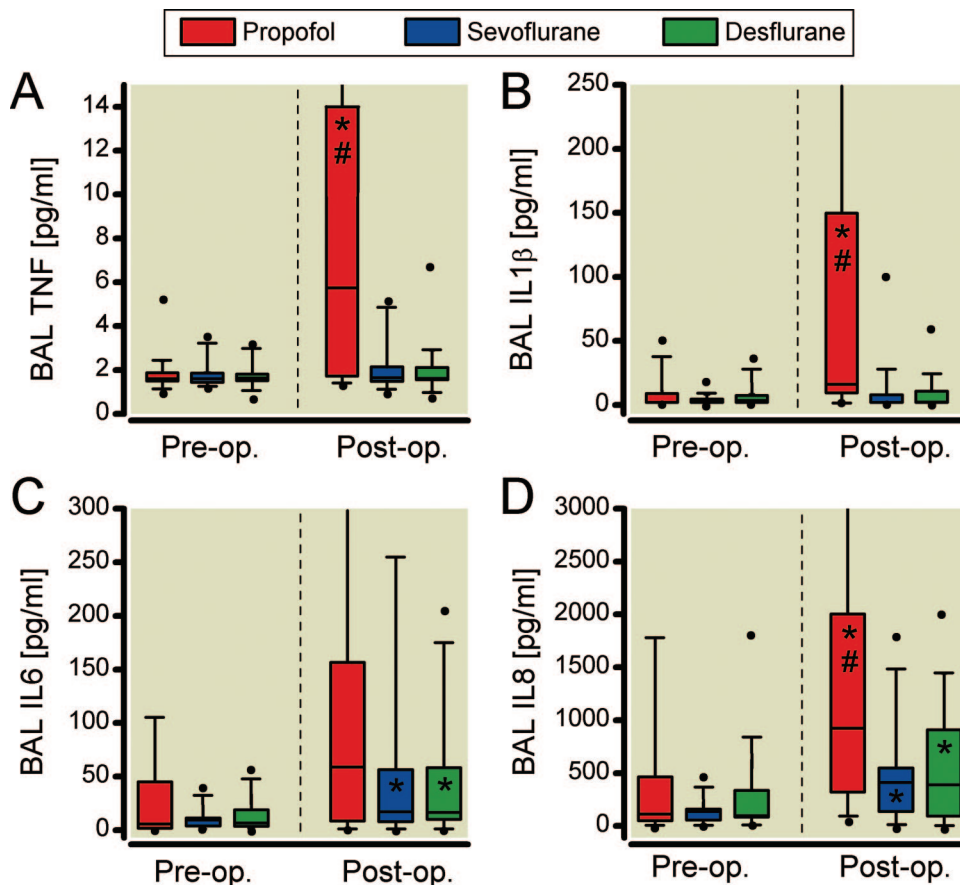 Propofol Sevoflurane Desflurane
A
BAL TNF [pg/ml]
14
12
10
8
6
4
2
0
*
#
Pre-op. Post-op.
B
BAL IL1β [pg/ml]
250
200
150
100
50
0
*
#
Pre-op. Post-op.
C
BAL IL6 [pg/ml]
300
250
200
150
100
50
0
* *
Pre-op. Post-op.
D
BAL IL8 [pg/ml]
3000
2500
2000
1500
1000
500
0
*
#
*
*
Pre-op. Post-op.